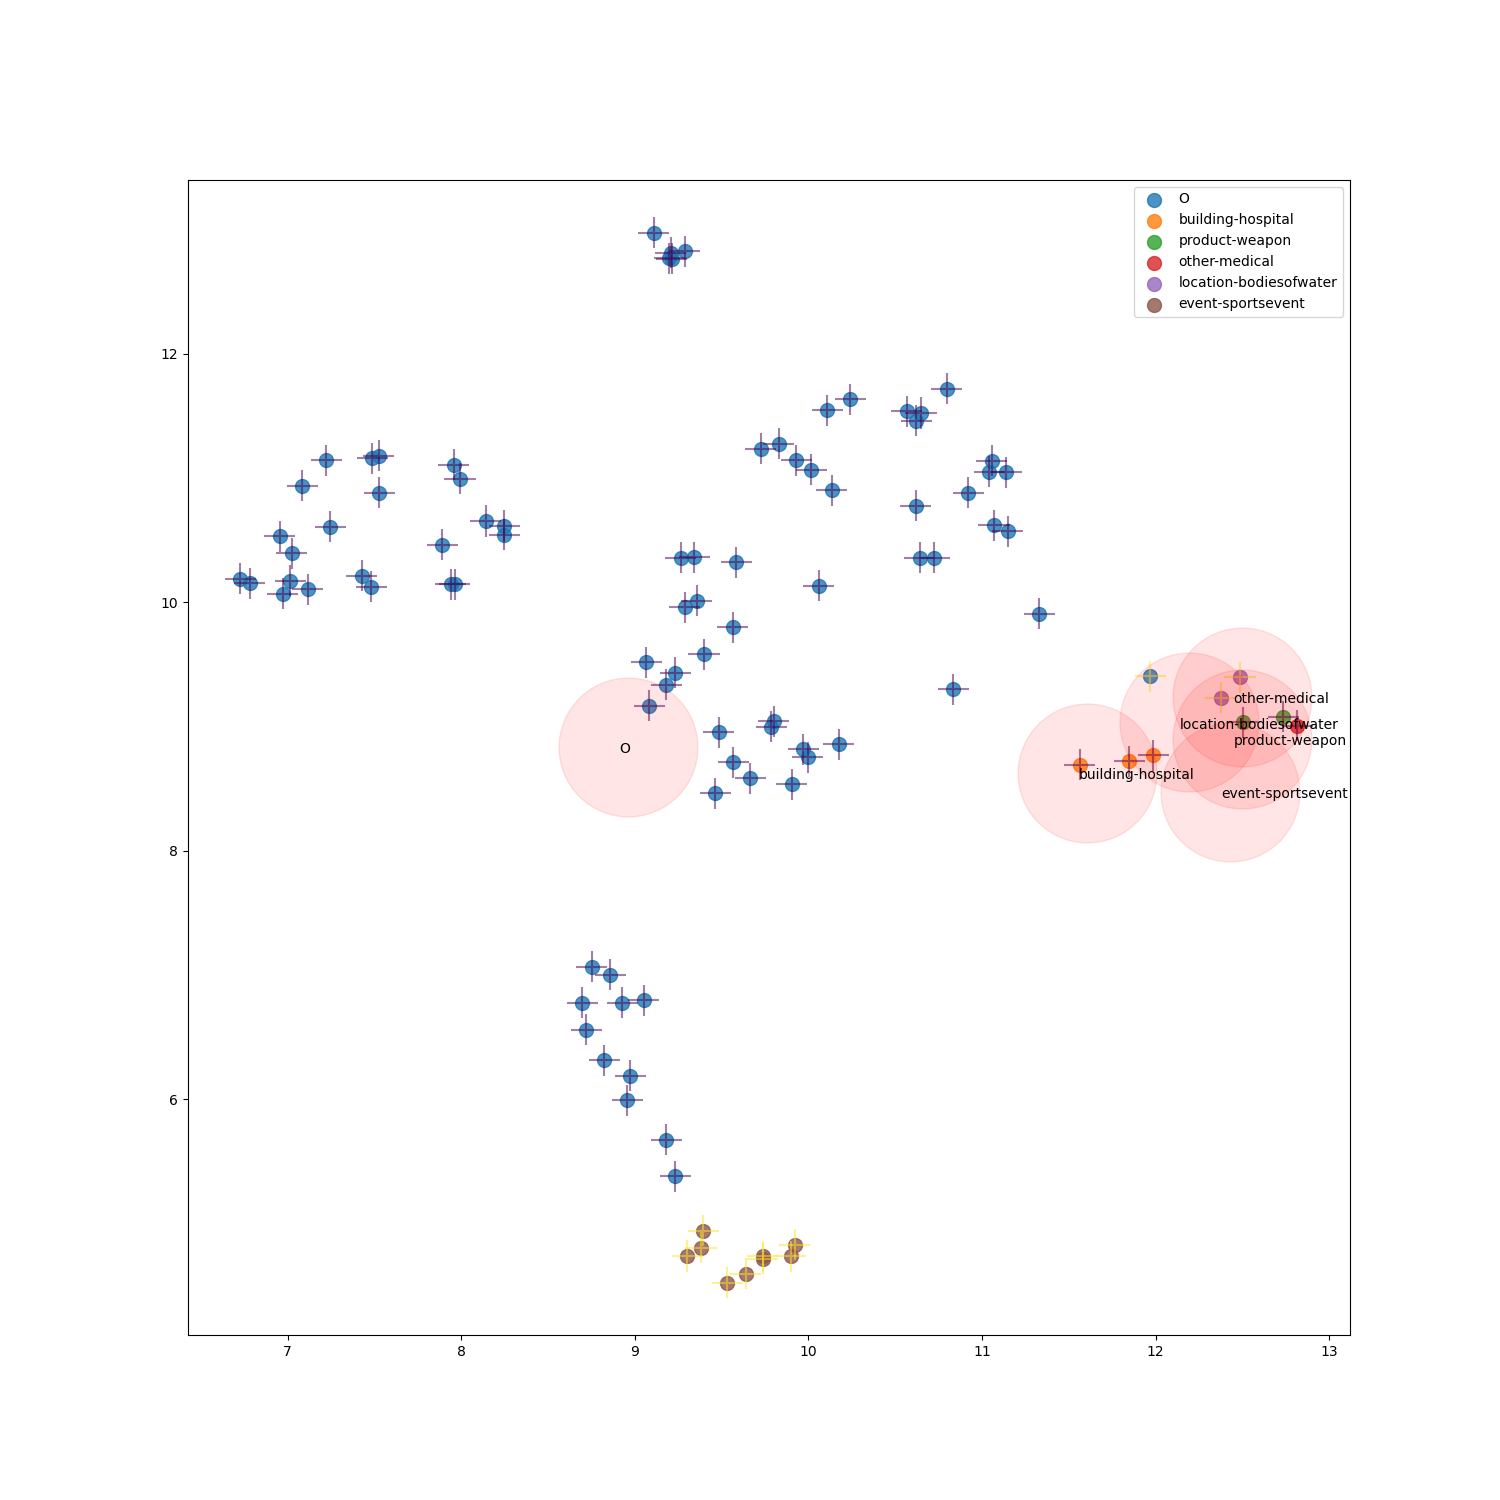 O
building-hospital
product-weapon
other-medical
location-bodiesofwater
event-sportsevent
12
10
8
6
other-medical
location-bodiesofwater
product-weapon
O
building-hospital
event-sportsevent
7 8 9 10 11 12 13